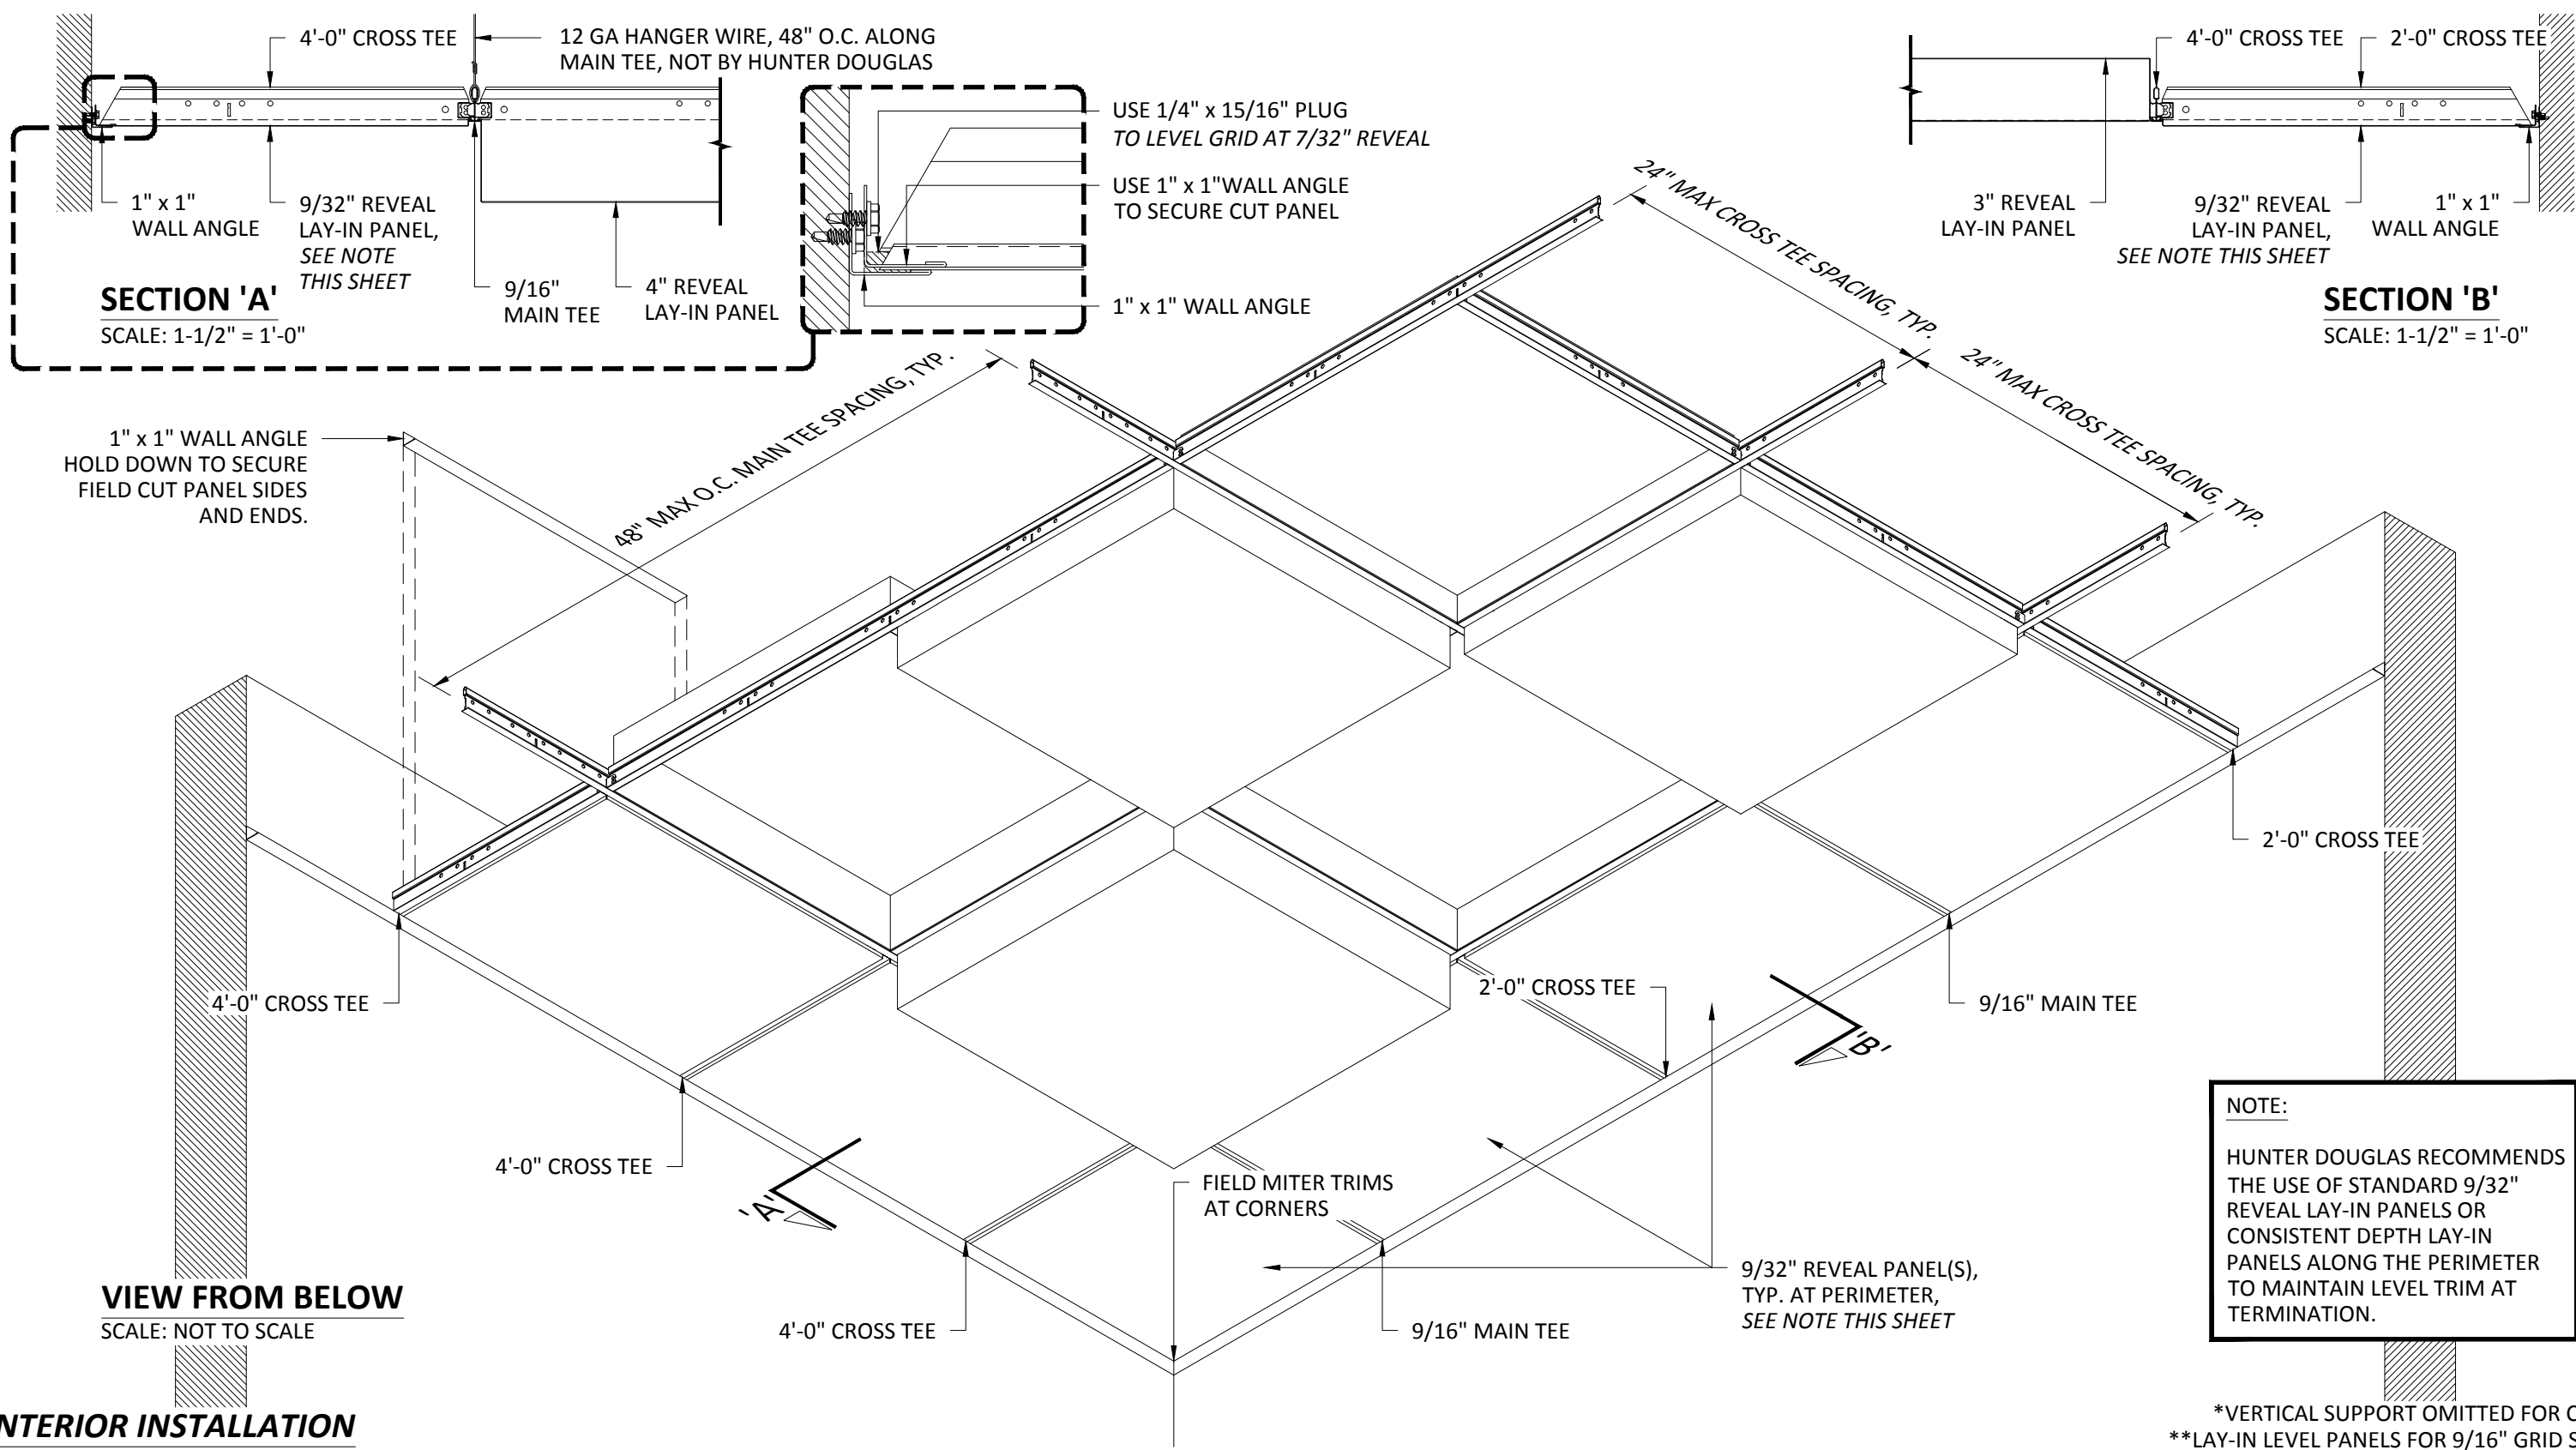 4'-0" CROSS TEE
12 GA HANGER WIRE, 48" O.C. ALONG
MAIN TEE, NOT BY HUNTER DOUGLAS
1" x 1"
WALL ANGLE
9/32" REVEAL
LAY-IN PANEL,
SEE NOTE
THIS SHEET
9/16"
MAIN TEE
4" REVEAL
LAY-IN PANEL
SECTION 'A'
SCALE: 1-1/2" = 1'-0"
USE 1/4" x 15/16" PLUG
TO LEVEL GRID AT 7/32" REVEAL
USE 1" x 1"WALL ANGLE
TO SECURE CUT PANEL
1" x 1" WALL ANGLE
4'-0" CROSS TEE
2'-0" CROSS TEE
3" REVEAL
LAY-IN PANEL
9/32" REVEAL
LAY-IN PANEL,
SEE NOTE THIS SHEET
1" x 1"
WALL ANGLE
SECTION 'B'
SCALE: 1-1/2" = 1'-0"
24" MAX CROSS TEE SPACING, TYP.
24" MAX CROSS TEE SPACING, TYP.
48" MAX O.C. MAIN TEE SPACING, TYP.
1" x 1" WALL ANGLE
HOLD DOWN TO SECURE
FIELD CUT PANEL SIDES
AND ENDS.
2'-0" CROSS TEE
4'-0" CROSS TEE
2'-0" CROSS TEE
9/16" MAIN TEE
'B'
4'-0" CROSS TEE
'A'
FIELD MITER TRIMS
AT CORNERS
4'-0" CROSS TEE
9/16" MAIN TEE
9/32" REVEAL PANEL(S),
TYP. AT PERIMETER,
SEE NOTE THIS SHEET
NOTE:
HUNTER DOUGLAS RECOMMENDS
THE USE OF STANDARD 9/32"
REVEAL LAY-IN PANELS OR
CONSISTENT DEPTH LAY-IN
PANELS ALONG THE PERIMETER
TO MAINTAIN LEVEL TRIM AT
TERMINATION.
VIEW FROM BELOW
SCALE: NOT TO SCALE
NTERIOR INSTALLATION
*VERTICAL SUPPORT OMITTED FOR
**LAY-IN LEVEL PANELS FOR 9/16" GRID